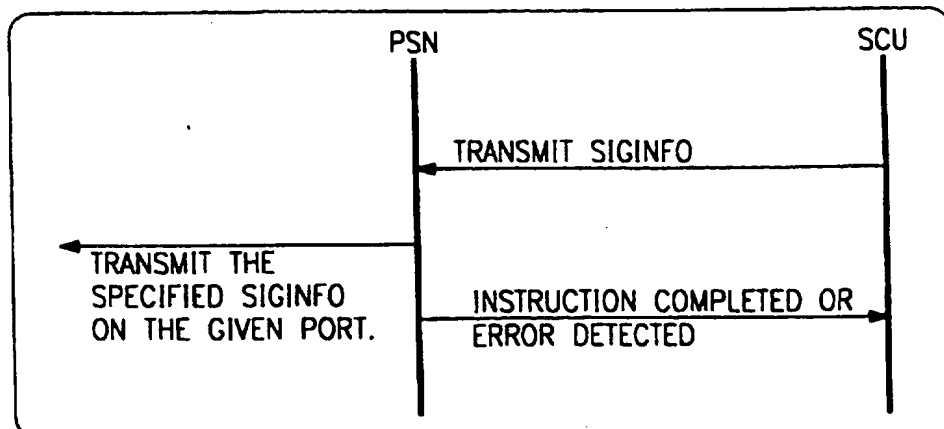 PSN
SCU
TRANSMIT SIGINFO
TRANSMIT THE
SPECIFIED SIGINFO
ON THE GIVEN PORT.
INSTRUCTION COMPLETED OR
ERROR DETECTED